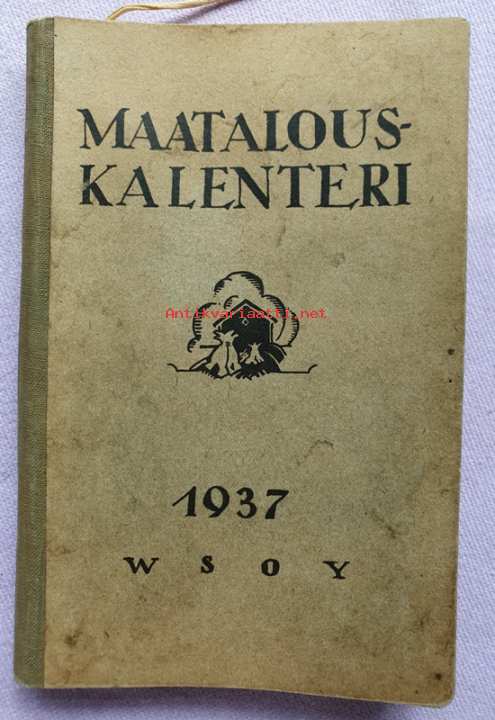 MAATALOUS-
KALENTERI
Antikvariaatti.net
1937
WSOY